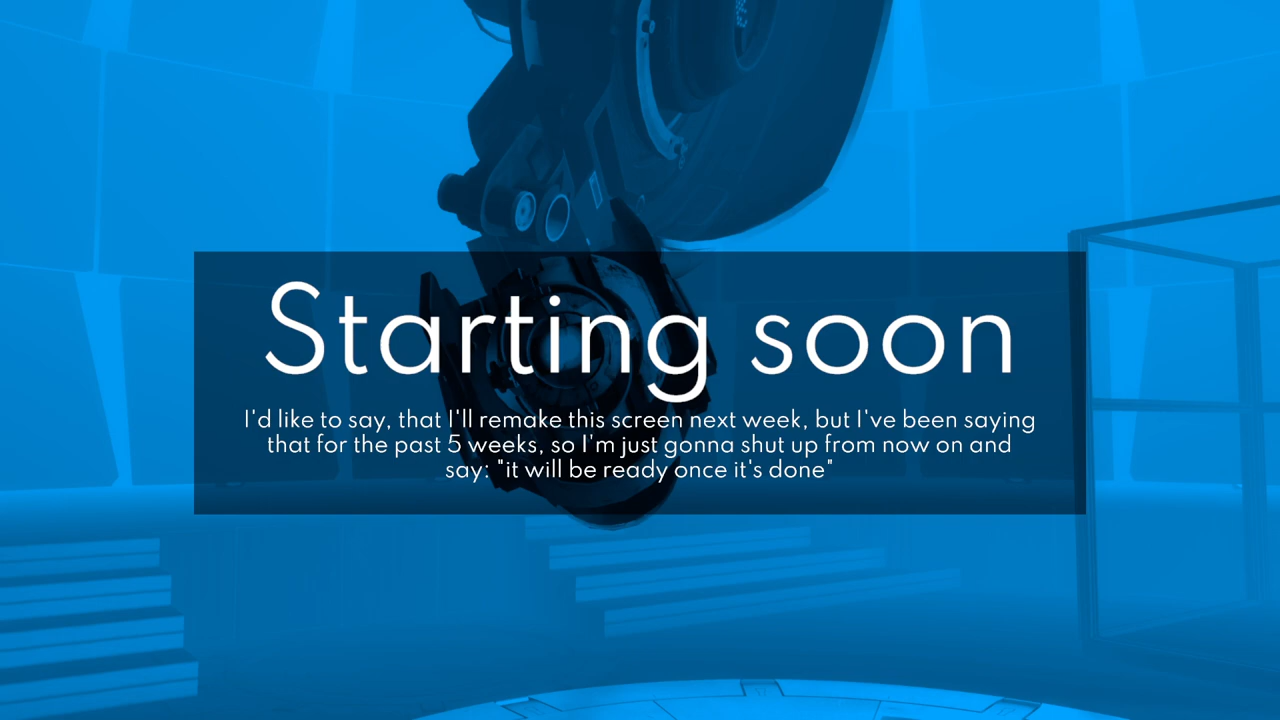 Starting soon
I'd like to say, that I'll remake this screen next week, but I've been saying
that for the past 5 weeks, so I'm just gonna shut up from now on and
say: "it will be ready once it's done"